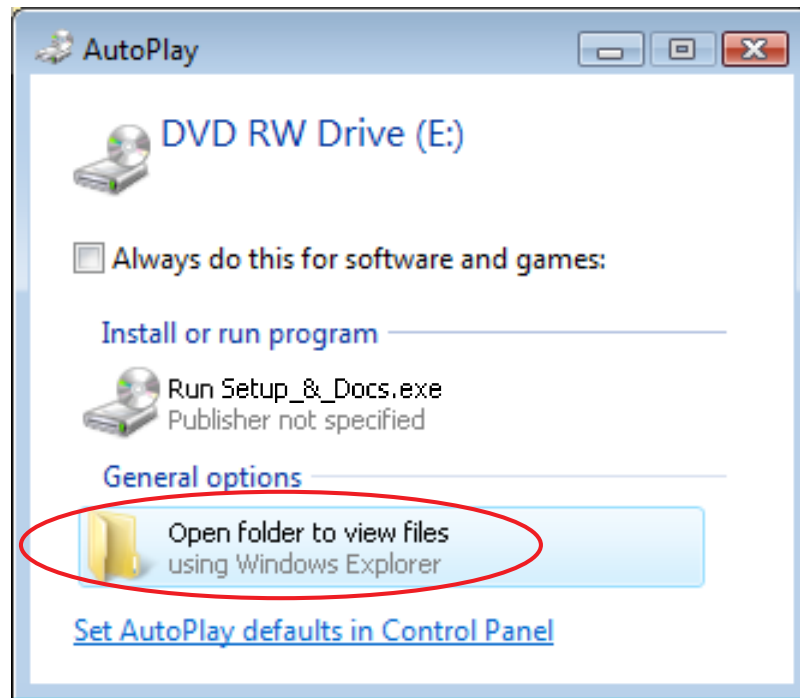 AutoPlay
DVD RW Drive (E:)
Always do this for software and games:
Install or run program
Run Setup_&_Docs.exe
Publisher not specified
General options
Open folder to view files
using Windows Explorer
Set AutoPlay defaults in Control Panel